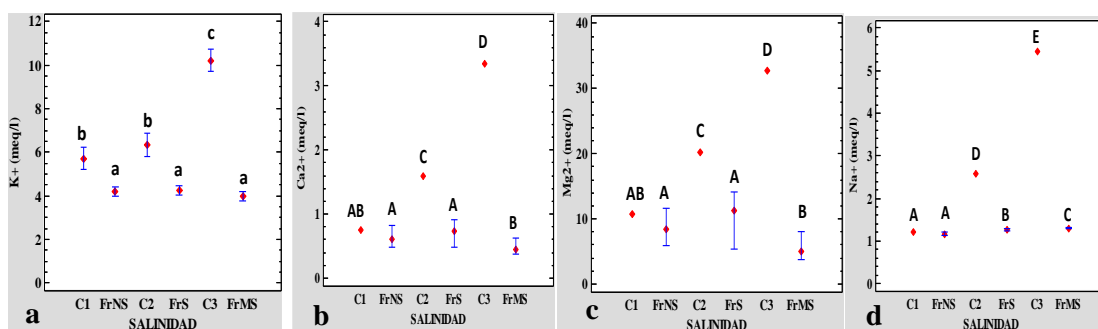 12
10
8
6
4
2
0
K+ (meq/l)
c
b
b
a
a
a
C1 FrNS C2 FrS C3 FrMS
SALINIDAD
a
4
3
2
1
0
Ca2+ (meq/l)
D
C
AB
A
A
B
C1 FrNS C2 FrS C3 FrMS
SALINIDAD
b
40
30
20
10
0
Mg2+ (meq/l)
D
C
AB
A
A
B
C1 FrNS C2 FrS C3 FrMS
SALINIDAD
c
6
5
4
3
2
1
0
Na+ (meq/l)
E
D
A
A
B
C
C1 FrNS C2 FrS C3 FrMS
SALINIDAD
d